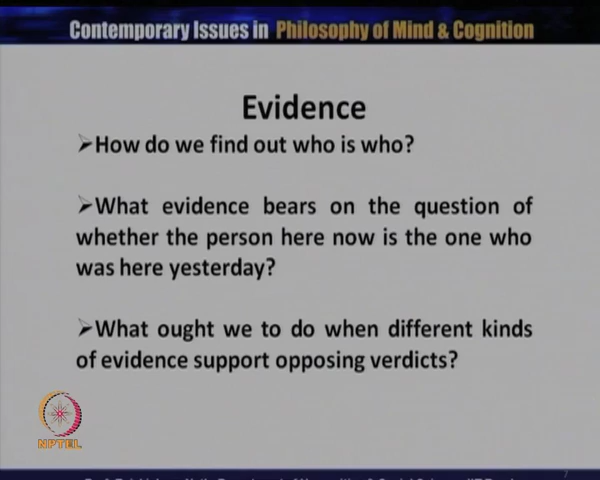 Contemporary Issues in Philosophy of Mind & Cognition
Evidence
➢How do we find out who is who?
➢What evidence bears on the question of
whether the person here now is the one who
was here yesterday?
➢What ought we to do when different kinds
of evidence support opposing verdicts?
NPTEL
7